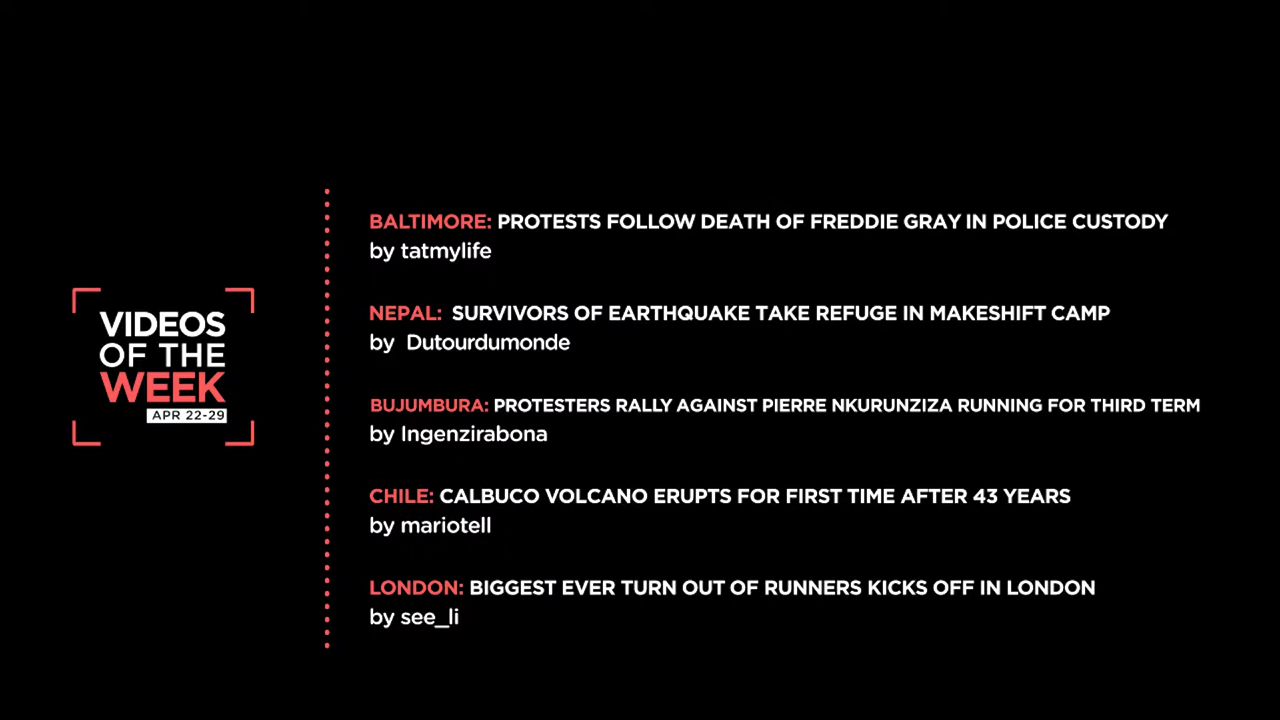 VIDEOS
OF THE
WEEK
APR 22-29
BALTIMORE: PROTESTS FOLLOW DEATH OF FREDDIE GRAY IN POLICE CUSTODY
by tatmylife
NEPAL: SURVIVORS OF EARTHQUAKE TAKE REFUGE IN MAKESHIFT CAMP
by Dutourdumonde
BUJUMBURA: PROTESTERS RALLY AGAINST PIERRE NKURUNZIZA RUNNING FOR THIRD TERM
by Ingenzirabona
CHILE: CALBUCO VOLCANO ERUPTS FOR FIRST TIME AFTER 43 YEARS
by mariotell
LONDON: BIGGEST EVER TURN OUT OF RUNNERS KICKS OFF IN LONDON
by see_li